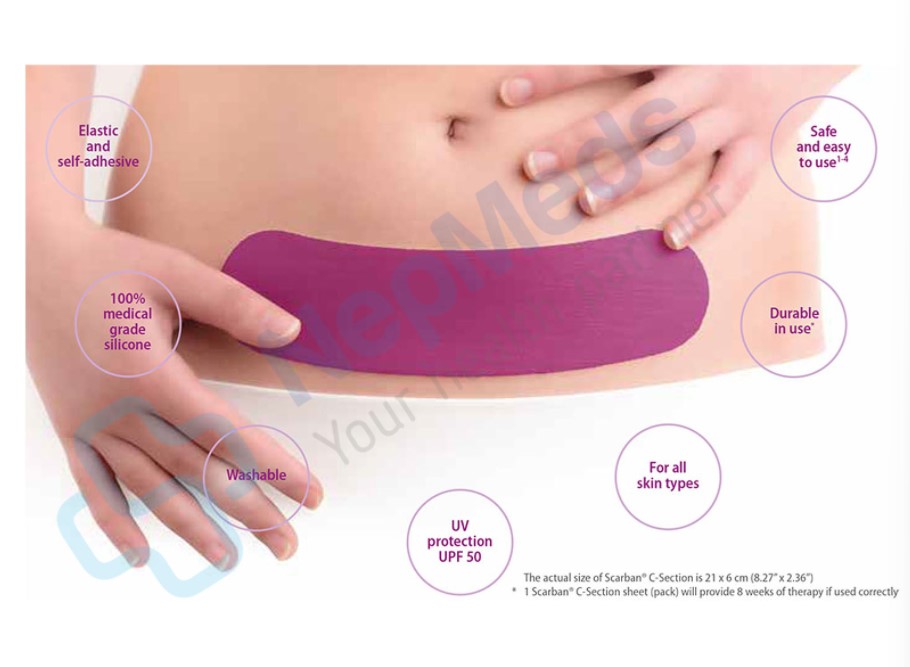 Elastic
and
self-adhesive
Safe
and easy
to use¹⁻⁴
100%
medical
grade
silicone
Durable
in use*
Washable
For all
skin types
UV
protection
UPF 50
NepMeds
Your health partner
The actual size of Scarban® C-Section is 21 x 6 cm (8.27” x 2.36”)
* 1 Scarban® C-Section sheet (pack) will provide 8 weeks of therapy if used correctly